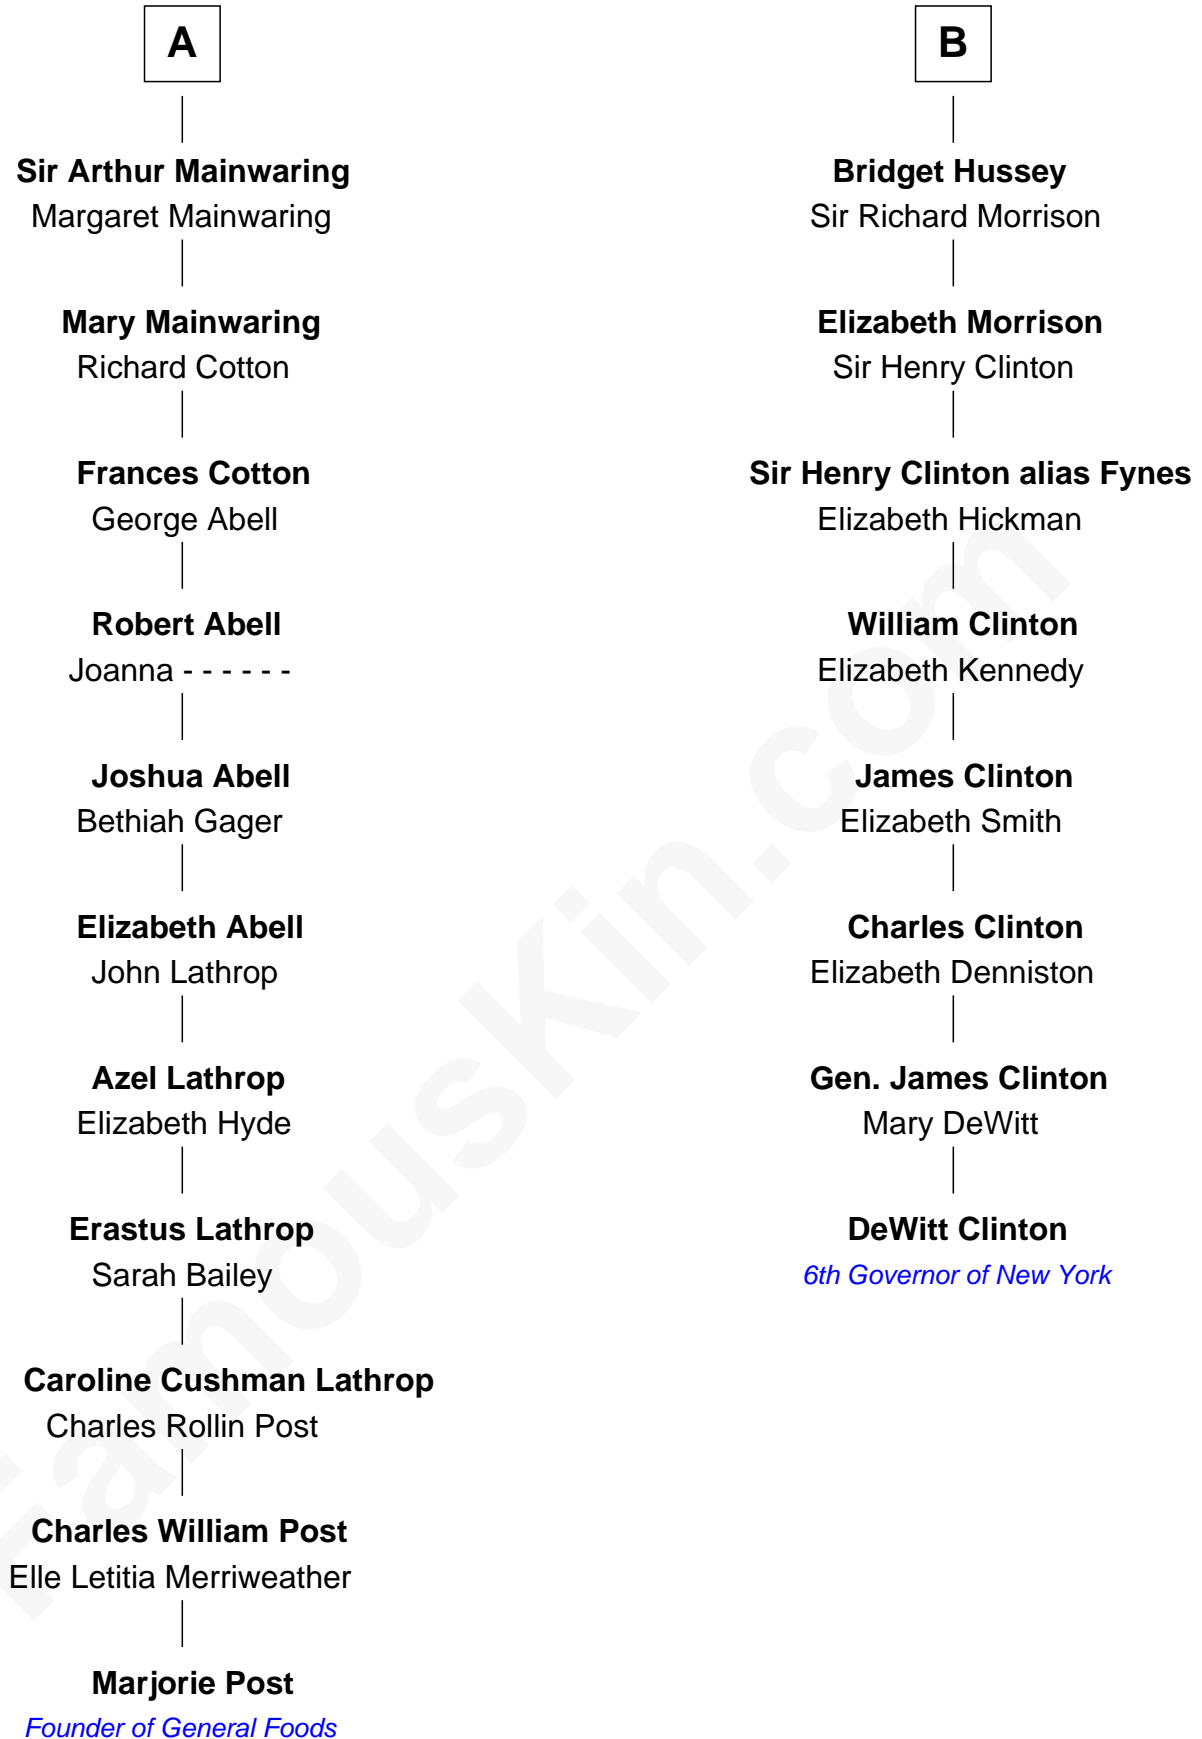 A
Sir Arthur Mainwaring
Margaret Mainwaring
Mary Mainwaring
Richard Cotton
Frances Cotton
George Abell
Robert Abell
Joanna - - - - - -
Joshua Abell
Bethiah Gager
Elizabeth Abell
John Lathrop
Azel Lathrop
Elizabeth Hyde
Erastus Lathrop
Sarah Bailey
Caroline Cushman Lathrop
Charles Rollin Post
Charles William Post
Elle Letitia Merriweather
Marjorie Post
Founder of General Foods
B
Bridget Hussey
Sir Richard Morrison
Elizabeth Morrison
Sir Henry Clinton
Sir Henry Clinton alias Fynes
Elizabeth Hickman
William Clinton
Elizabeth Kennedy
James Clinton
Elizabeth Smith
Charles Clinton
Elizabeth Denniston
Gen. James Clinton
Mary DeWitt
DeWitt Clinton
6th Governor of New York
FamousKin.com